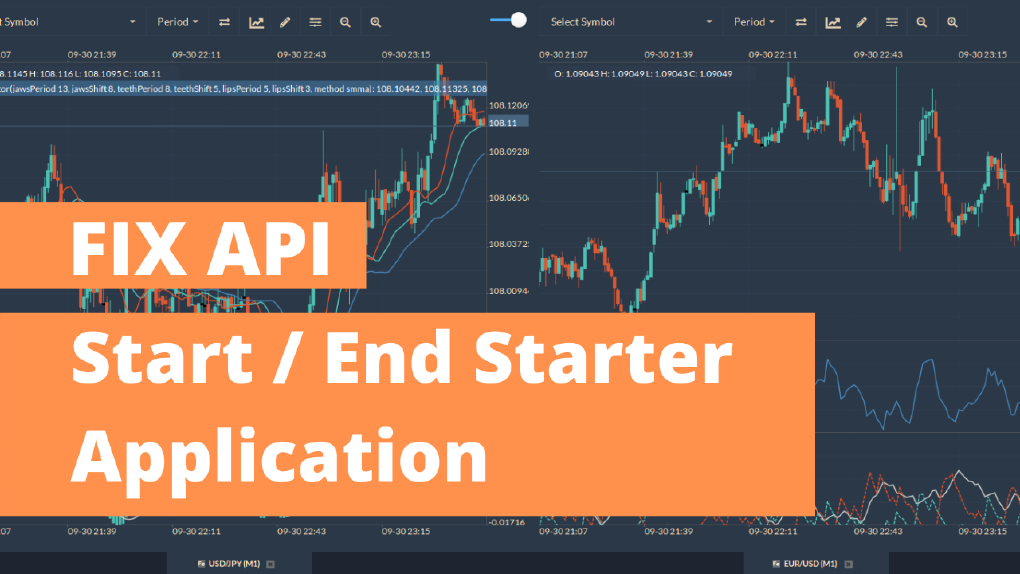 t Symbol
Period
Select Symbol
Period
:07 09-30 21:39 09-30 22:11 09-30 22:43 09-30 23:15
09-30 21:07 09-30 21:39 09-30 22:11 09-30 22:43 09-30 23:15
8.1145 H: 108.116 L: 108.1095 C: 108.11
O: 1.09043 H: 1.09049 L: 1.09043 C: 1.09049
tor(jawsPeriod 13, jawsShift 8, teethPeriod 8, teethShift 5, lipsPeriod 5, lipsShift 3, method smma): 108.10442, 108.11325, 108
108.1206
108.11
108.0928
108.0650
108.0372
108.0094
FIX API
Start / End Starter
Application
-0.01716
:07 09-30 21:39 09-30 22:11 09-30 22:43 09-30 23:15
09-30 21:07 09-30 21:39 09-30 22:11 09-30 22:43 09-30 23:15
USD/JPY (M1)
EUR/USD (M1)